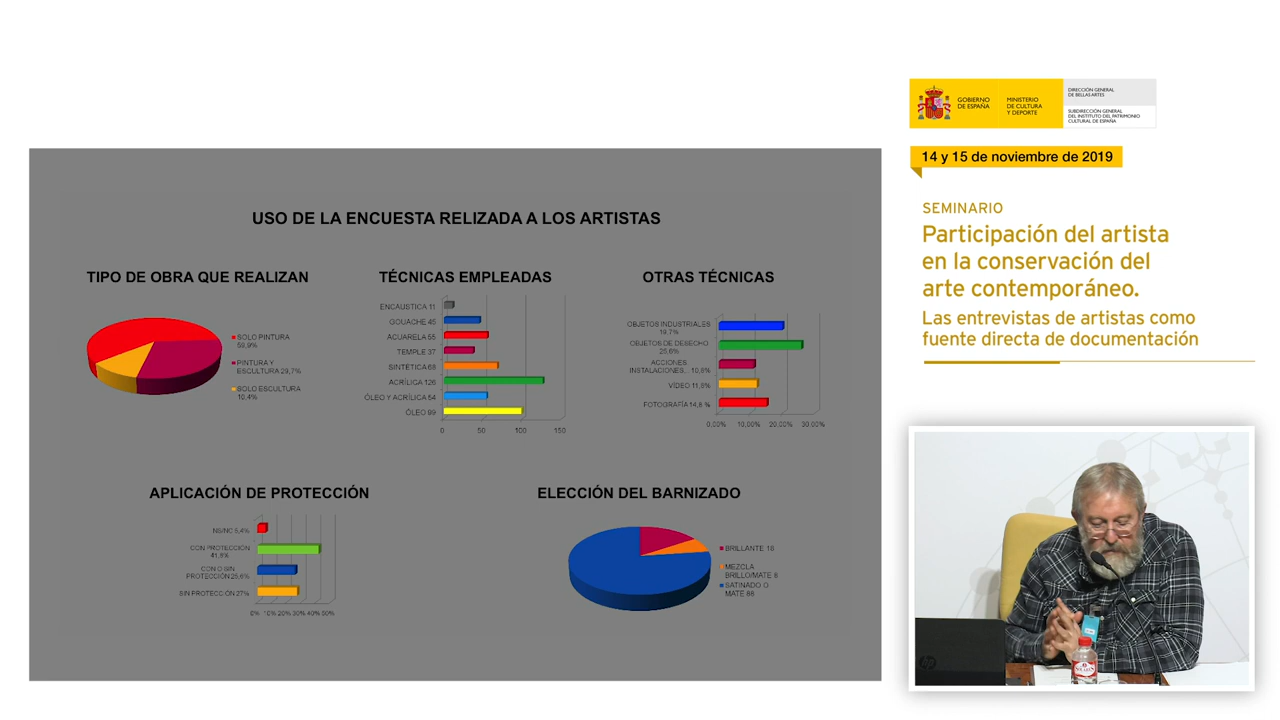 GOBIERNO
DE ESPAÑA
MINISTERIO
DE CULTURA
Y DEPORTE
DIRECCIÓN GENERAL
DE BELLAS ARTES
SUBDIRECCIÓN GENERAL
DEL INSTITUTO DEL PATRIMONIO
CULTURAL DE ESPAÑA
14 y 15 de noviembre de 2019
SEMINARIO
Participación del artista
en la conservación del
arte contemporáneo.
Las entrevistas de artistas como
fuente directa de documentación
USO DE LA ENCUESTA RELIZADA A LOS ARTISTAS
TIPO DE OBRA QUE REALIZAN
SOLO PINTURA
59,9%
PINTURA Y
ESCULTURA 29,7%
SOLO ESCULTURA
10,4%
TÉCNICAS EMPLEADAS
ENCAUSTICA 11
GOUACHE 45
ACUARELA 55
TEMPLE 37
SINTÉTICA 68
ACRÍLICA 126
ÓLEO Y ACRÍLICA 54
ÓLEO 99
0 50 100 150
OTRAS TÉCNICAS
OBJETOS INDUSTRIALES
19,7%
OBJETOS DE DESECHO
25,6%
ACCIONES
INSTALACIONES... 10,8%
VÍDEO 11,8%
FOTOGRAFÍA 14,8 %
0,00% 10,00% 20,00% 30,00%
APLICACIÓN DE PROTECCIÓN
NS/NC 5,4%
CON PROTECCIÓN
41,9%
CON O SIN
PROTECCIÓN 25,6%
SIN PROTECCIÓN 27%
0% 10% 20% 30% 40% 50%
ELECCIÓN DEL BARNIZADO
BRILLANTE 18
MEZCLA
BRILLO/MATE 8
SATINADO O
MATE 88